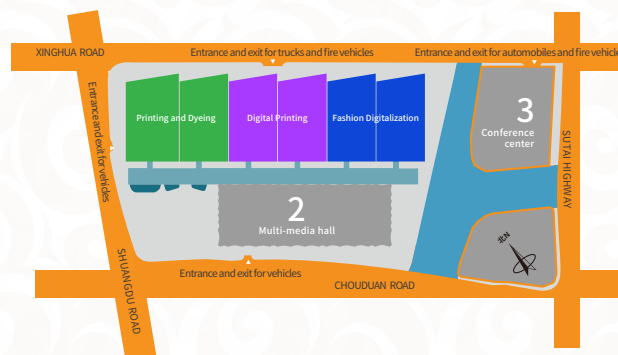 XINGHUA ROAD
Entrance and exit for trucks and fire vehicles
Entrance and exit for automobiles and fire vehicle
Entrance and exit for vehicles
Printing and Dyeing
Digital Printing
Fashion Digitalization
3
Conference
center
SUTAI HIGHWAY
2
Multi-media hall
北N
SHUANGDU ROAD
Entrance and exit for vehicles
CHOUDUAN ROAD